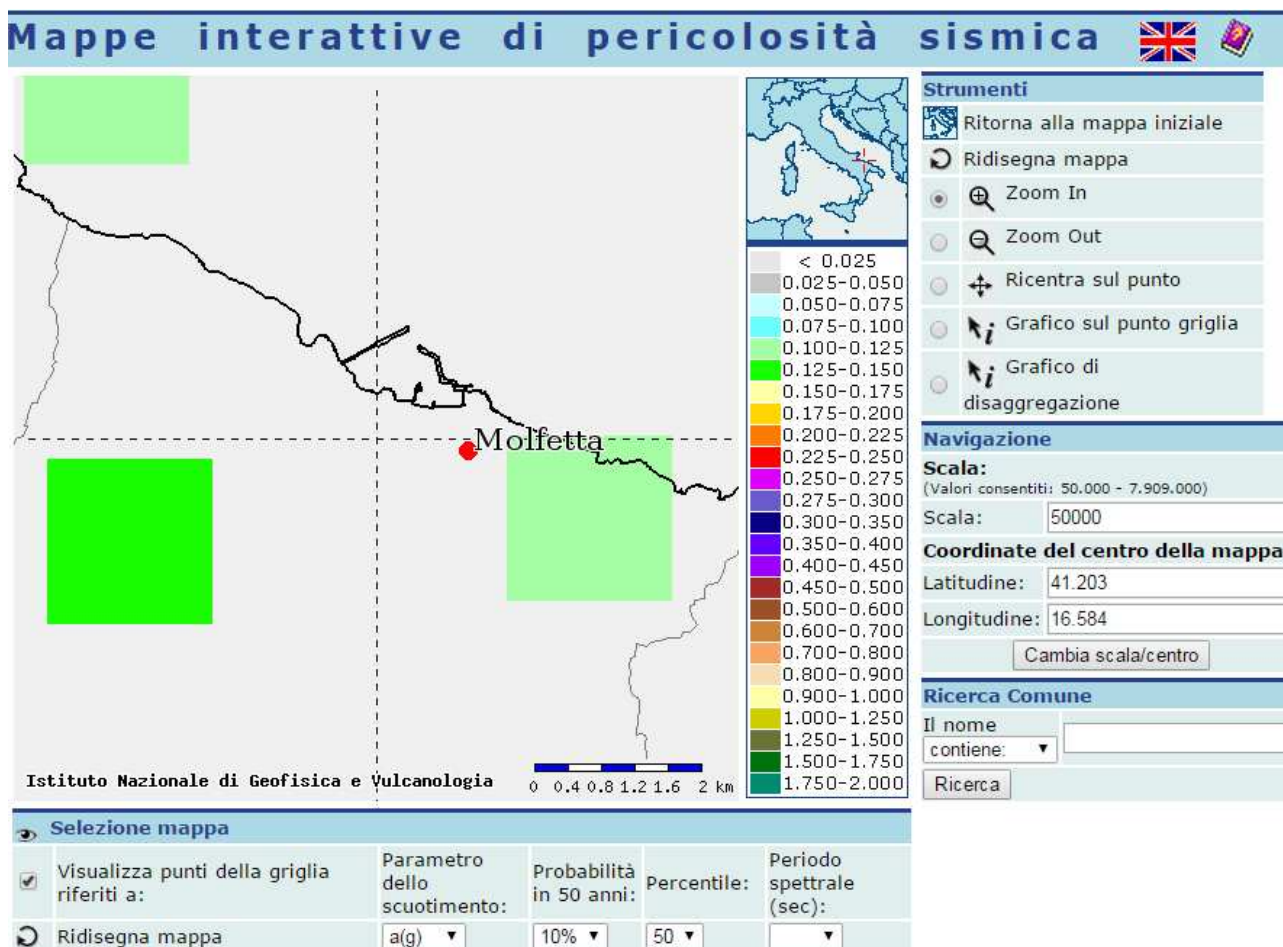 Mappe interattive di pericolosità sismica
Molfetta
Istituto Nazionale di Geofisica e Vulcanologia
0 0.4 0.8 1.2 1.6 2 km
< 0.025
0.025-0.050
0.050-0.075
0.075-0.100
0.100-0.125
0.125-0.150
0.150-0.175
0.175-0.200
0.200-0.225
0.225-0.250
0.250-0.275
0.275-0.300
0.300-0.350
0.350-0.400
0.400-0.450
0.450-0.500
0.500-0.600
0.600-0.700
0.700-0.800
0.800-0.900
0.900-1.000
1.000-1.250
1.250-1.500
1.500-1.750
1.750-2.000
Strumenti
Ritorna alla mappa iniziale
Ridisegna mappa
Zoom In
Zoom Out
Ricentra sul punto
i Grafico sul punto griglia
i Grafico di
disaggregazione
Navigazione
Scala:
(Valori consentiti: 50.000 - 7.909.000)
Scala: 50000
Coordinate del centro della mappa
Latitudine: 41.203
Longitudine: 16.584
Cambia scala/centro
Ricerca Comune
Il nome
contiene:
Ricerca
Selezione mappa
Visualizza punti della griglia
riferiti a:
Parametro
dello
scuotimento:
Probabilità
in 50 anni:
Percentile:
Periodo
spettrale
(sec):
Ridisegna mappa
a(g) 10% 50